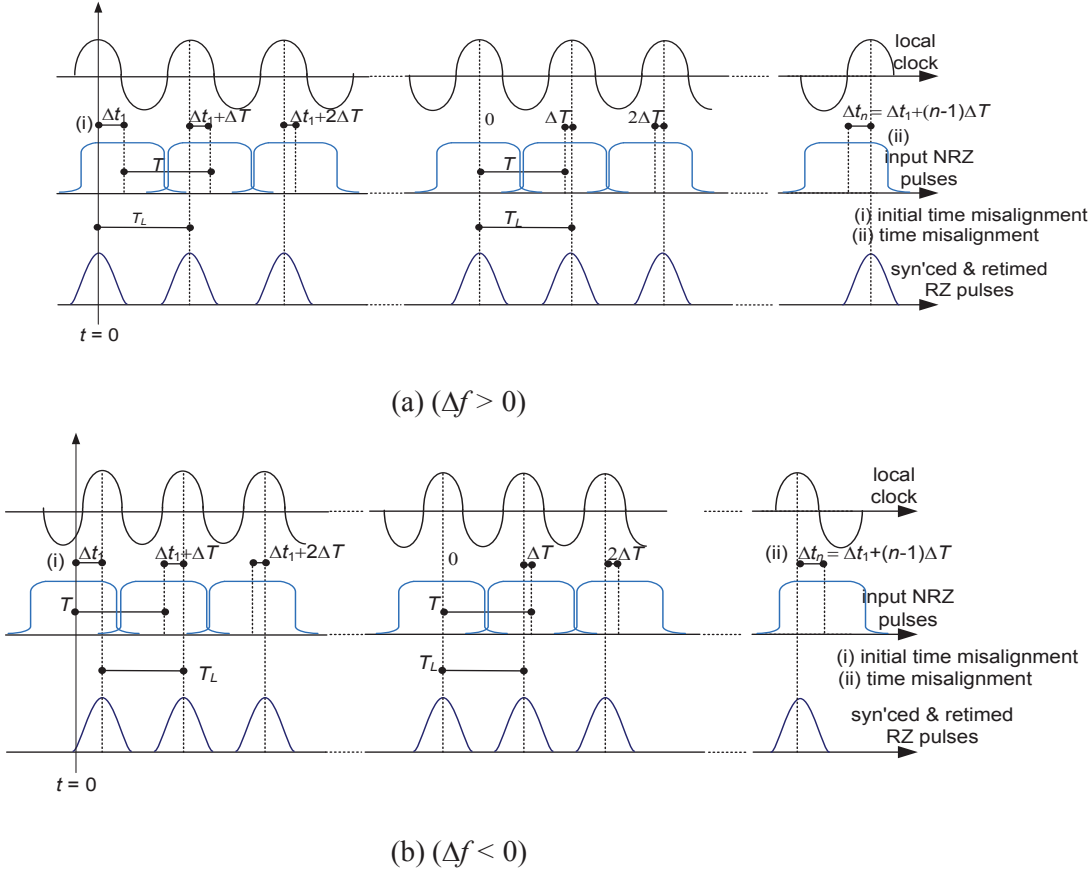 local
clock
(i) Δt1 Δt1+ΔT Δt1+2ΔT 0 ΔT 2ΔT Δtn = Δt1+(n-1)ΔT
(ii)
input NRZ
pulses
T T
(i) initial time misalignment
(ii) time misalignment
TL TL
syn'ced & retimed
RZ pulses
t = 0
(a) (Δf > 0)
local
clock
(i) Δt1 Δt1+ΔT Δt1+2ΔT 0 ΔT 2ΔT (ii) Δtn = Δt1+(n-1)ΔT
input NRZ
pulses
T T
(i) initial time misalignment
(ii) time misalignment
TL TL
syn'ced & retimed
RZ pulses
t = 0
(b) (Δf < 0)